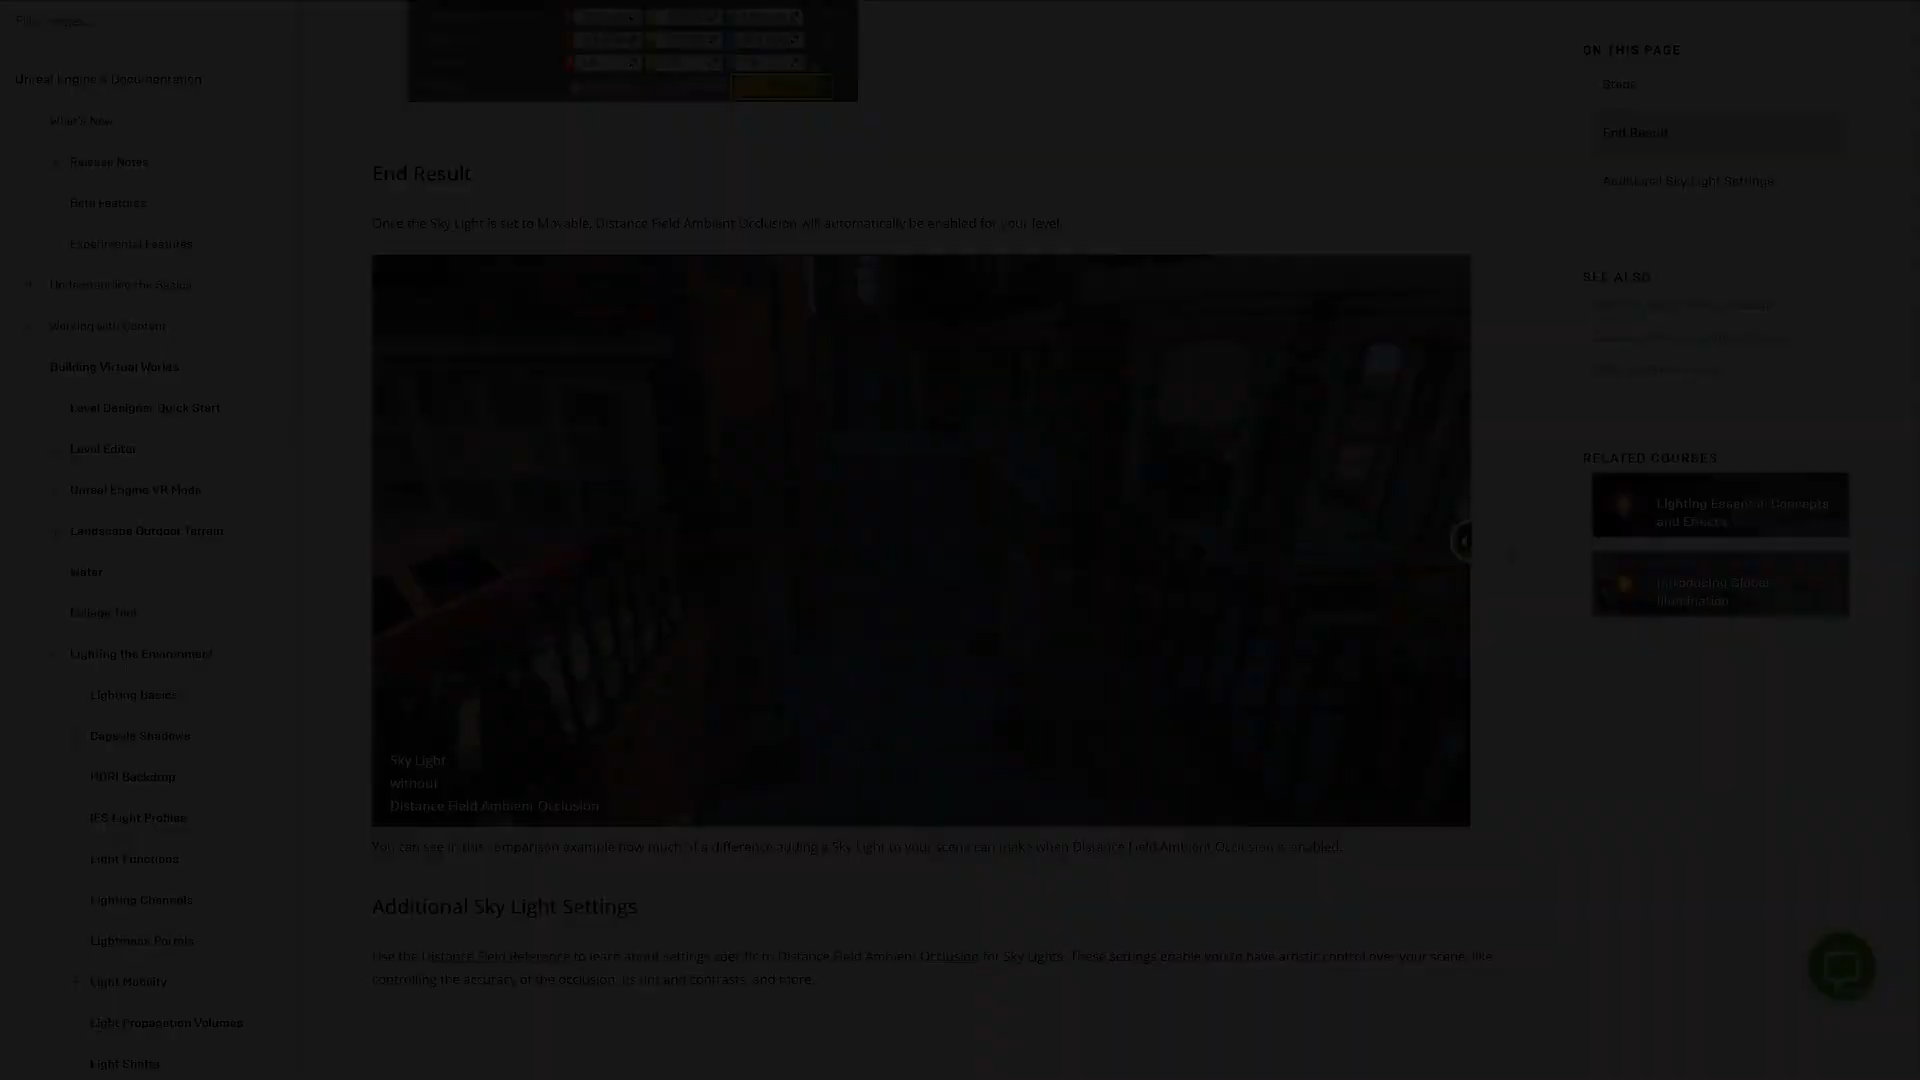 Unreal Engine 4 Documentation
What's New
Release Notes
Beta Features
Experimental Features
Understanding the Basics
Working with Content
Building Virtual Worlds
Level Designer Quick Start
Level Editor
Unreal Engine VR Mode
Landscape Outdoor Terrain
Water
Foliage Tool
Lighting the Environment
Lighting Basics
Capsule Shadows
HDRI Backdrop
IES Light Profiles
Light Functions
Lighting Channels
Lightmass Portals
Light Mobility
Light Propagation Volumes
Light Shafts
End Result
Once the Sky Light is set to Movable, Distance Field Ambient Occlusion will automatically be enabled for your level.
Sky Light
without
Distance Field Ambient Occlusion
You can see in this comparison example how much of a difference adding a Sky Light to your scene can make when Distance Field Ambient Occlusion is enabled.
Additional Sky Light Settings
Use the Distance Field Reference to learn about settings specific to Distance Field Ambient Occlusion for Sky Lights. These settings enable you to have artistic control over your scene, like
controlling the accuracy of the occlusion, its tint and contrasts, and more.
ON THIS PAGE
Steps
End Result
Additional Sky Light Settings
SEE ALSO
RELATED COURSES
Lighting Essential Concepts
and Effects
Introducing Global
Illumination